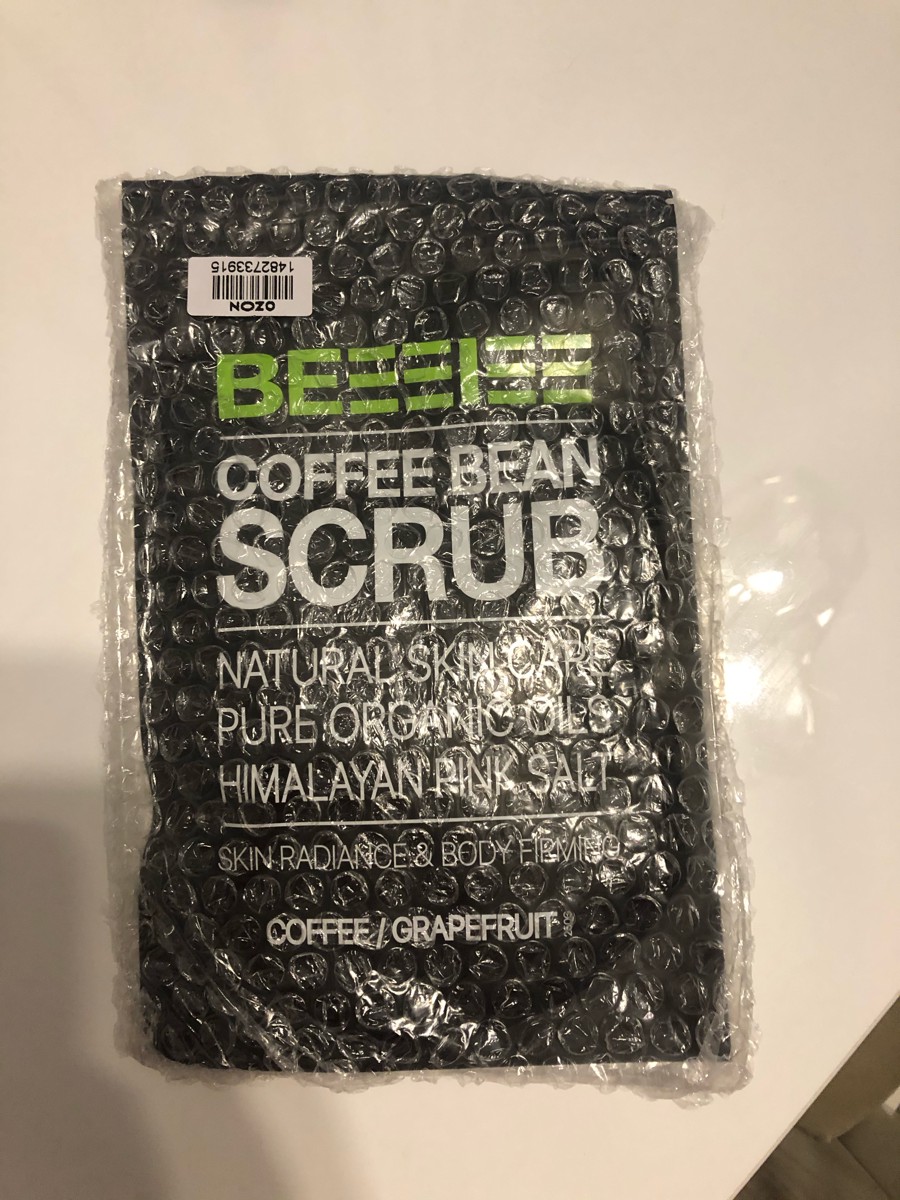 1482733915
OZON
COFFEE BEAN
SCRUB
NATURAL SKIN CARE
PURE ORGANIC OILS
HIMALAYAN PINK SALT
SKIN RADIANCE & BODY FIRMING
COFFEE / GRAPEFRUIT